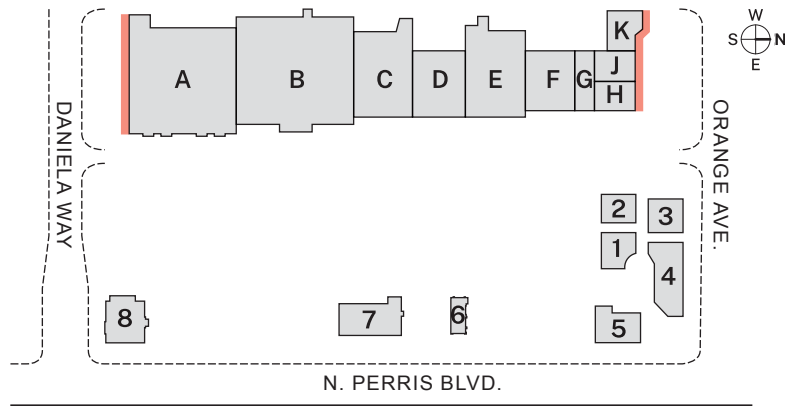 K
W
S N
E
A
B
C
D
E
F
G
J
H
DANIELA WAY
ORANGE AVE.
2
3
1
4
8
7
6
5
N. PERRIS BLVD.